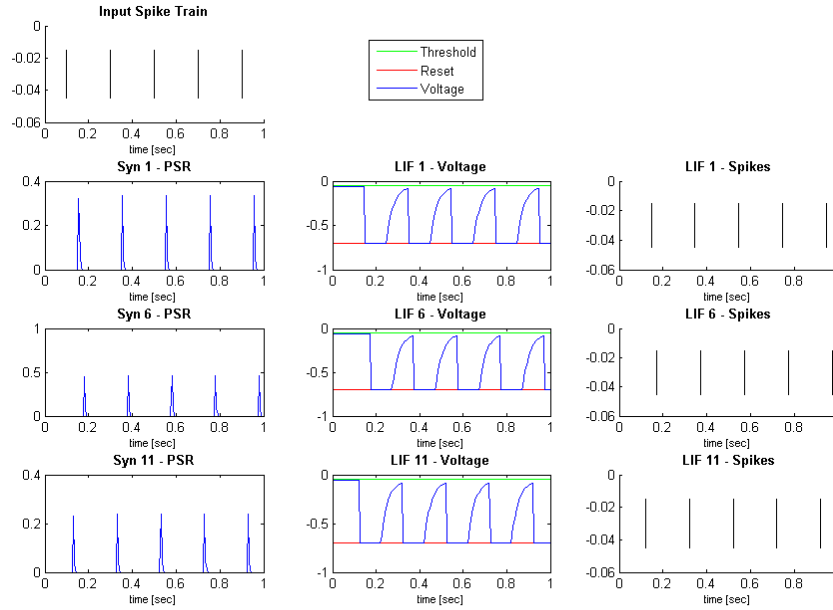 Input Spike Train
0
-0.02
-0.04
-0.06
0 0.2 0.4 0.6 0.8 1
time [sec]
Threshold
Reset
Voltage
Syn 1 - PSR
0.4
0.2
0
0 0.2 0.4 0.6 0.8 1
time [sec]
LIF 1 - Voltage
0
-0.5
-1
0 0.2 0.4 0.6 0.8 1
time [sec]
LIF 1 - Spikes
0
-0.02
-0.04
-0.06
0 0.2 0.4 0.6 0.8
time [sec]
Syn 6 - PSR
1
0.5
0
0 0.2 0.4 0.6 0.8 1
time [sec]
LIF 6 - Voltage
0
-0.5
-1
0 0.2 0.4 0.6 0.8 1
time [sec]
LIF 6 - Spikes
0
-0.02
-0.04
-0.06
0 0.2 0.4 0.6 0.8
time [sec]
Syn 11 - PSR
0.4
0.2
0
0 0.2 0.4 0.6 0.8 1
time [sec]
LIF 11 - Voltage
0
-0.5
-1
0 0.2 0.4 0.6 0.8 1
time [sec]
LIF 11 - Spikes
0
-0.02
-0.04
-0.06
0 0.2 0.4 0.6 0.8
time [sec]